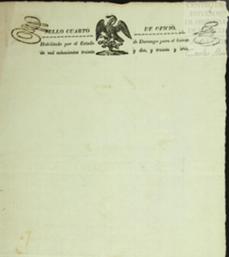 SELLO CUARTO DE OFICIO.
Habilitado por el Estado de Durango para el bienio
de mil ochocientos treinta y dos, y treinta y tres.